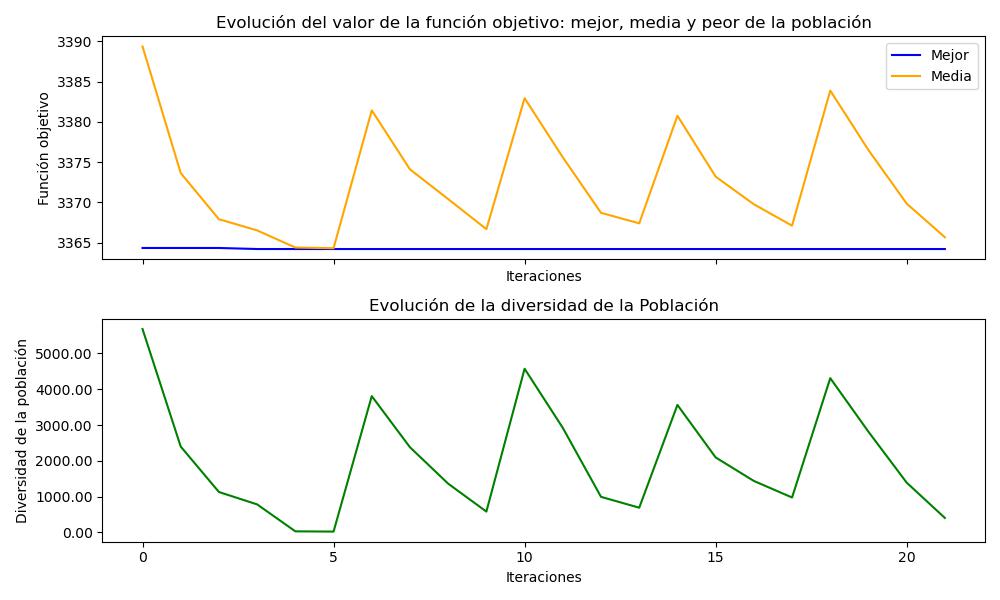 Evolución del valor de la función objetivo: mejor, media y peor de la población
Mejor
Media
3390
3385
3380
3375
3370
3365
Función objetivo
Iteraciones
Evolución de la diversidad de la Población
5000.00
4000.00
3000.00
2000.00
1000.00
0.00
Diversidad de la población
0 5 10 15 20
Iteraciones